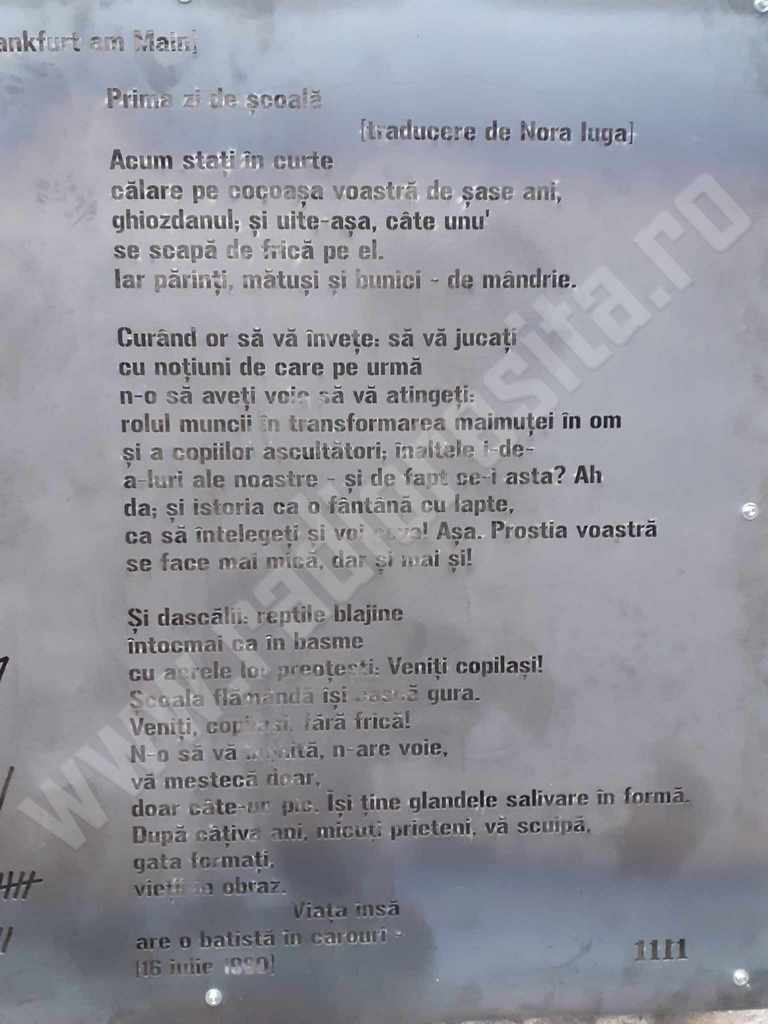 ankfurt am Main]
Prima zi de școală
[traducere de Nora Iuga]
Acum stați în curte
călare pe cocoașa voastră de șase ani,
ghiozdanul; și uite-așa, câte unu'
se scapă de frică pe el.
Iar părinți, mătuși și bunici - de mândrie.
Curând or să vă învețe: să vă jucați
cu noțiuni de care pe urmă
n-o să aveți voie să vă atingeți:
rolul muncii în transformarea maimuței în om
și a copiilor ascultători; înaltele i-de-
a-luri ale noastre - și de fapt ce-i asta? Ah
da; și istoria ca o fântână cu lapte,
ca să înțelegeți și voi ceva! Așa. Prostia voastră
se face mai mică, dar și mai și!
Și dascălii: reptile blajine
întocmai ca în basme
cu aerele lor preoțești: Veniți copilași!
Școala flămândă își cască gura.
Veniți, copilași, fără frică!
N-o să vă înghită, n-are voie,
vă mestecă doar,
doar câte-un pic. Își ține glandele salivare în formă.
După câțiva ani, micuți prieteni, vă scuipă,
gata formați,
vieții în obraz.
Viața însă
are o batistă în carouri -
[16 iulie 1990]
1111
www.radiorosita.ro